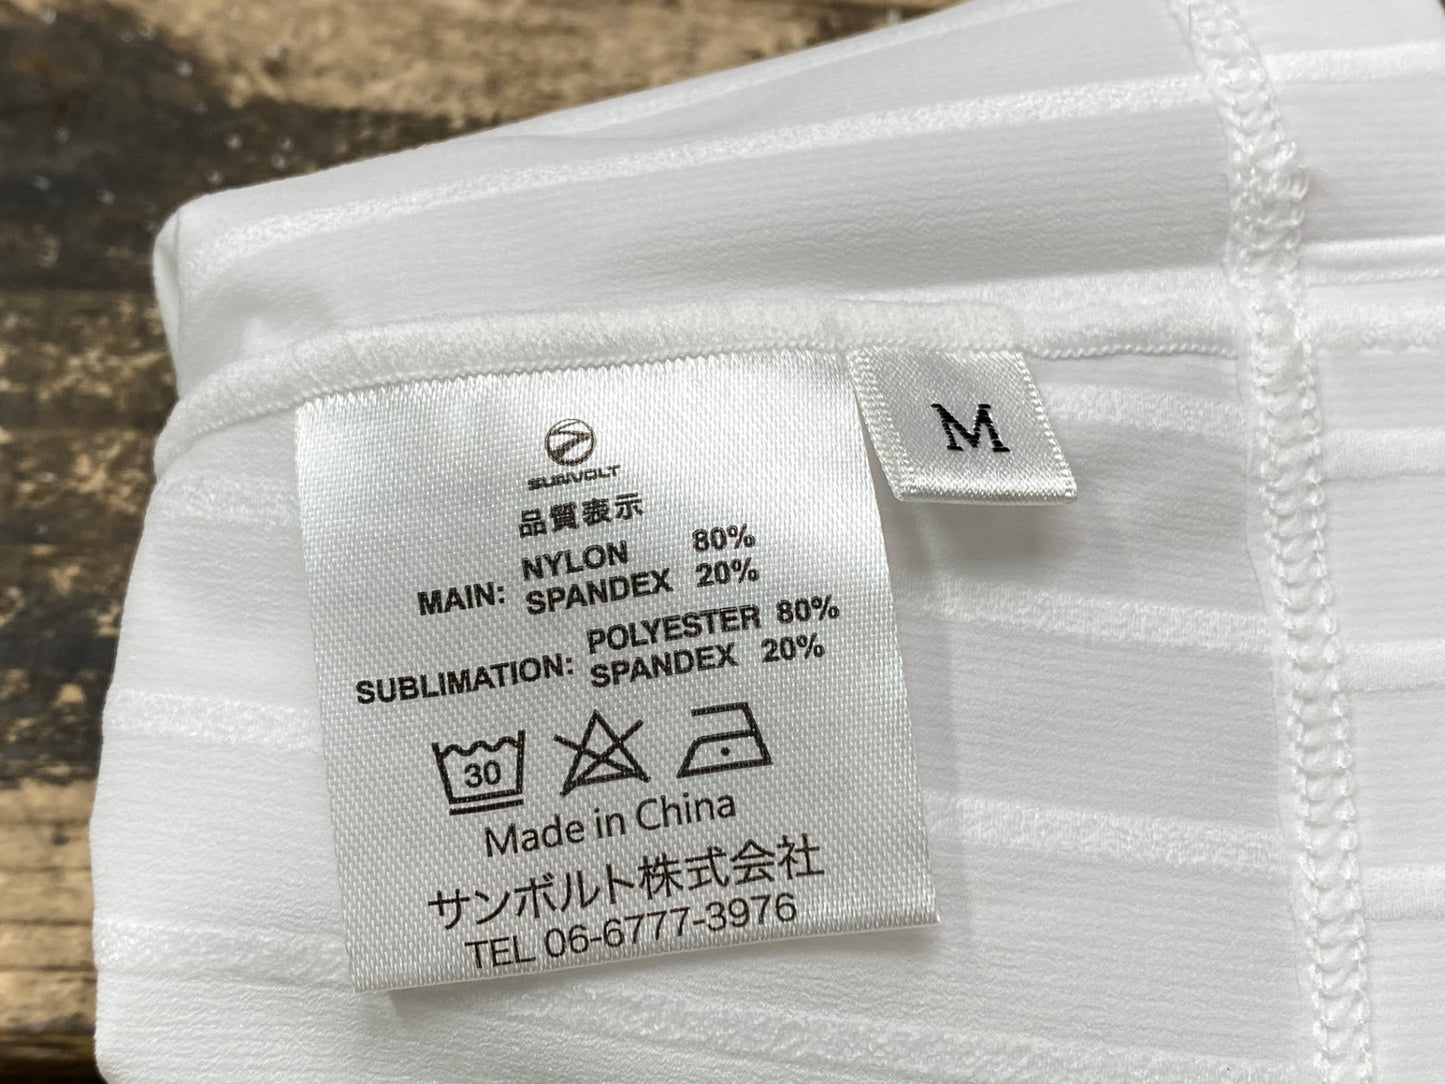 SUNVOLT
品質表示
MAIN: NYLON 80%
SPANDEX 20%
SUBLIMATION: POLYESTER 80%
SPANDEX 20%
30
Made in China
サンボルト株式会社
TEL 06-6777-3976
M